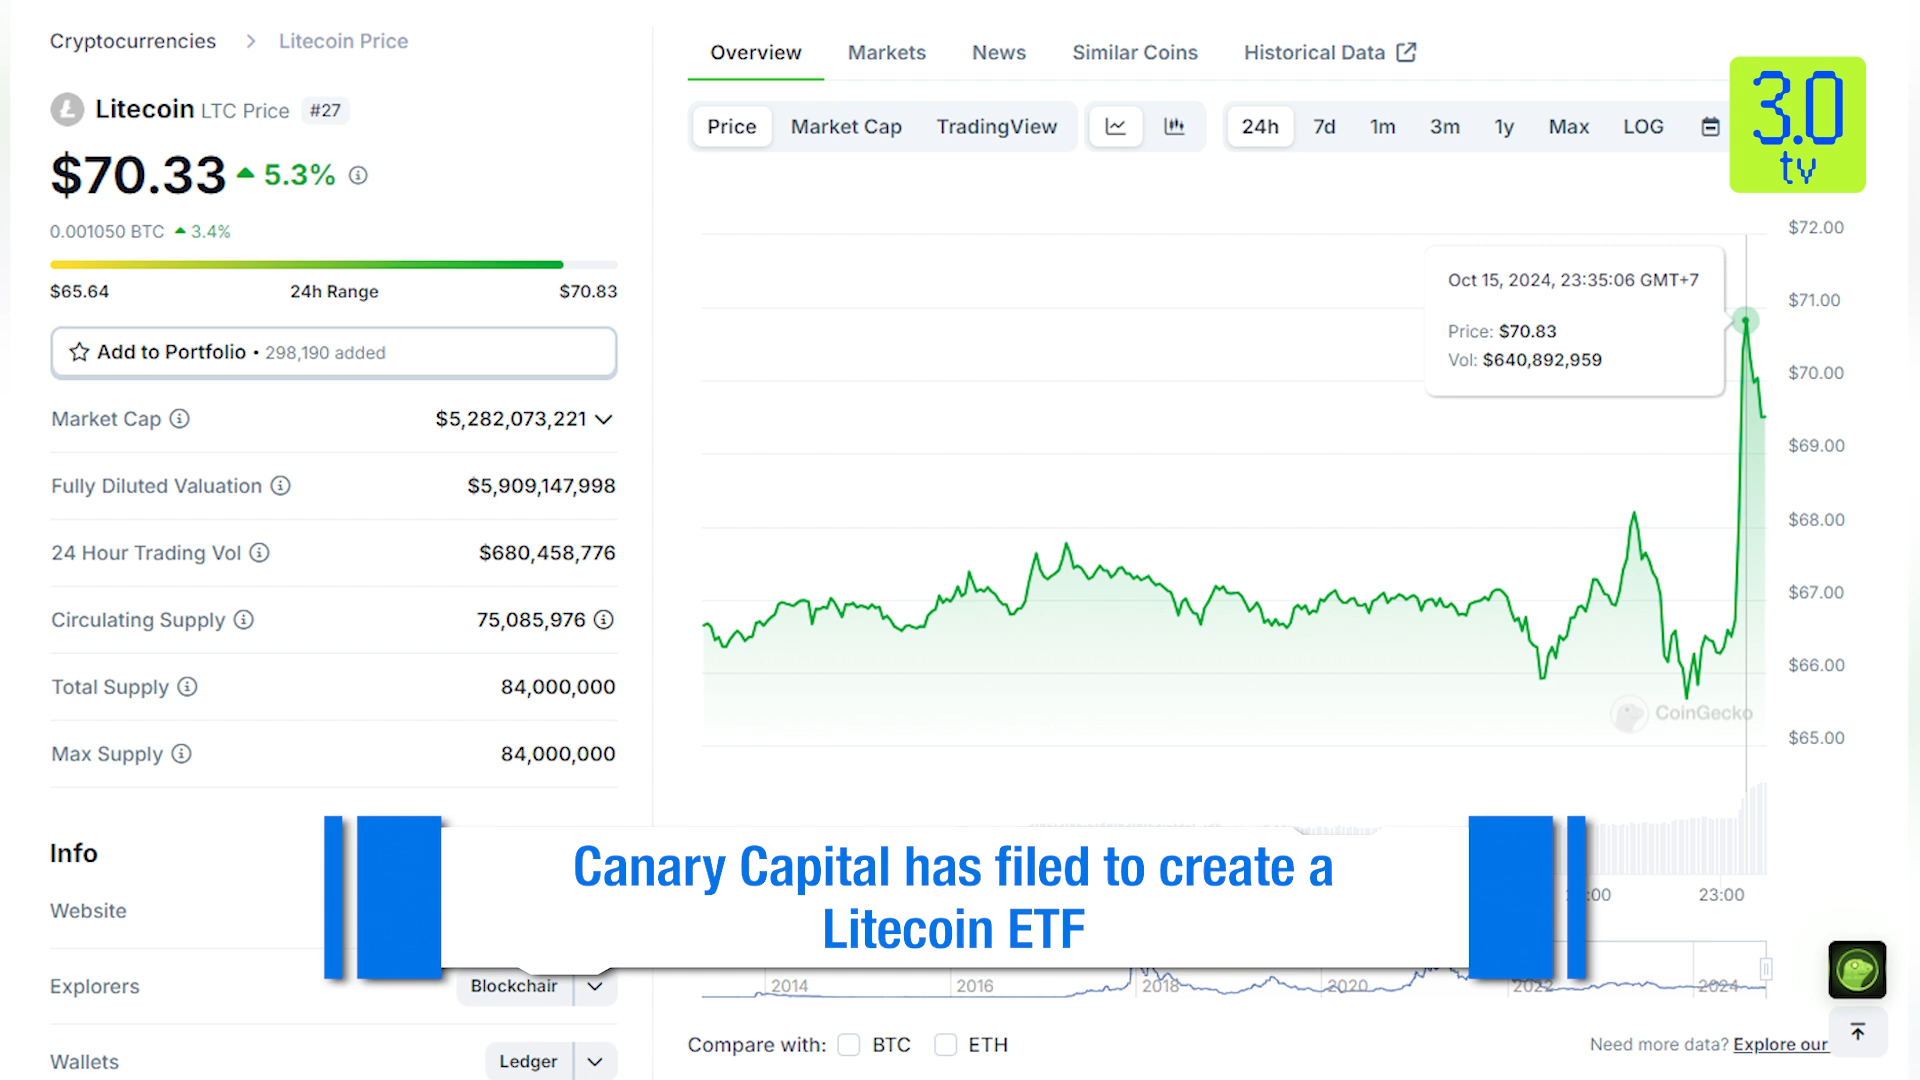 Cryptocurrencies > Litecoin Price
Litecoin LTC Price #27
$70.33 5.3%
0.001050 BTC 3.4%
$65.64 24h Range $70.83
Add to Portfolio • 298,190 added
Market Cap $5,282,073,221
Fully Diluted Valuation $5,909,147,998
24 Hour Trading Vol $680,458,776
Circulating Supply 75,085,976
Total Supply 84,000,000
Max Supply 84,000,000
Info
Website
Explorers Blockchair
Wallets Ledger
Overview Markets News Similar Coins Historical Data
Price Market Cap TradingView 24h 7d 1m 3m 1y Max LOG
3.0
tv
$72.00
$71.00
$70.00
$69.00
$68.00
$67.00
$66.00
$65.00
Oct 15, 2024, 23:35:06 GMT+7
Price: $70.83
Vol: $640,892,959
CoinGecko
:00 23:00
Canary Capital has filed to create a
Litecoin ETF
2014 2016 2018 2020 2022 2024
Compare with: BTC ETH
Need more data? Explore our